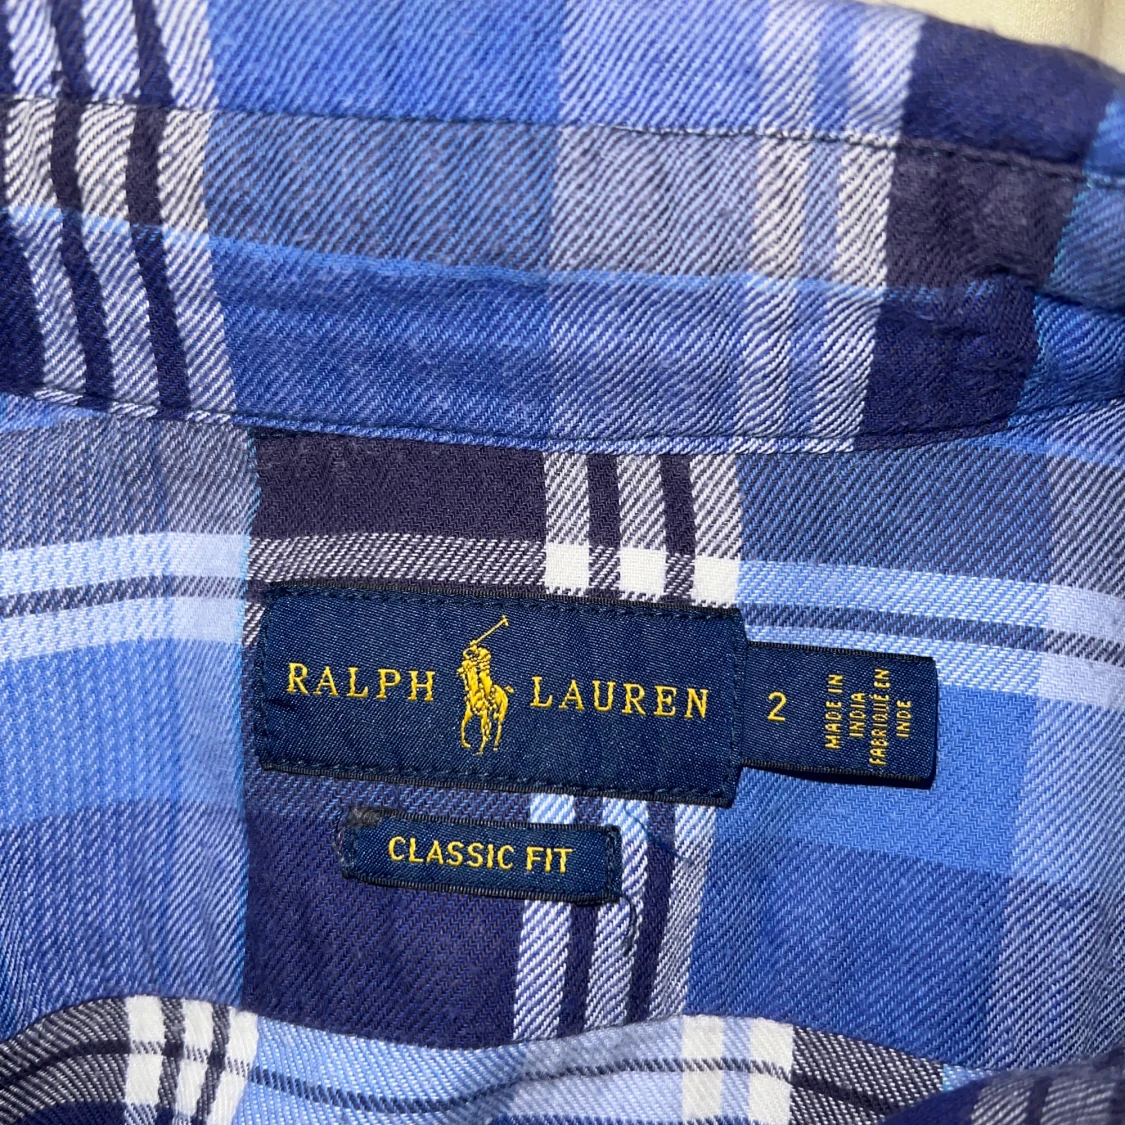 RALPH LAUREN
2
MADE IN
INDIA
FABRIQUÉ EN
INDE
CLASSIC FIT